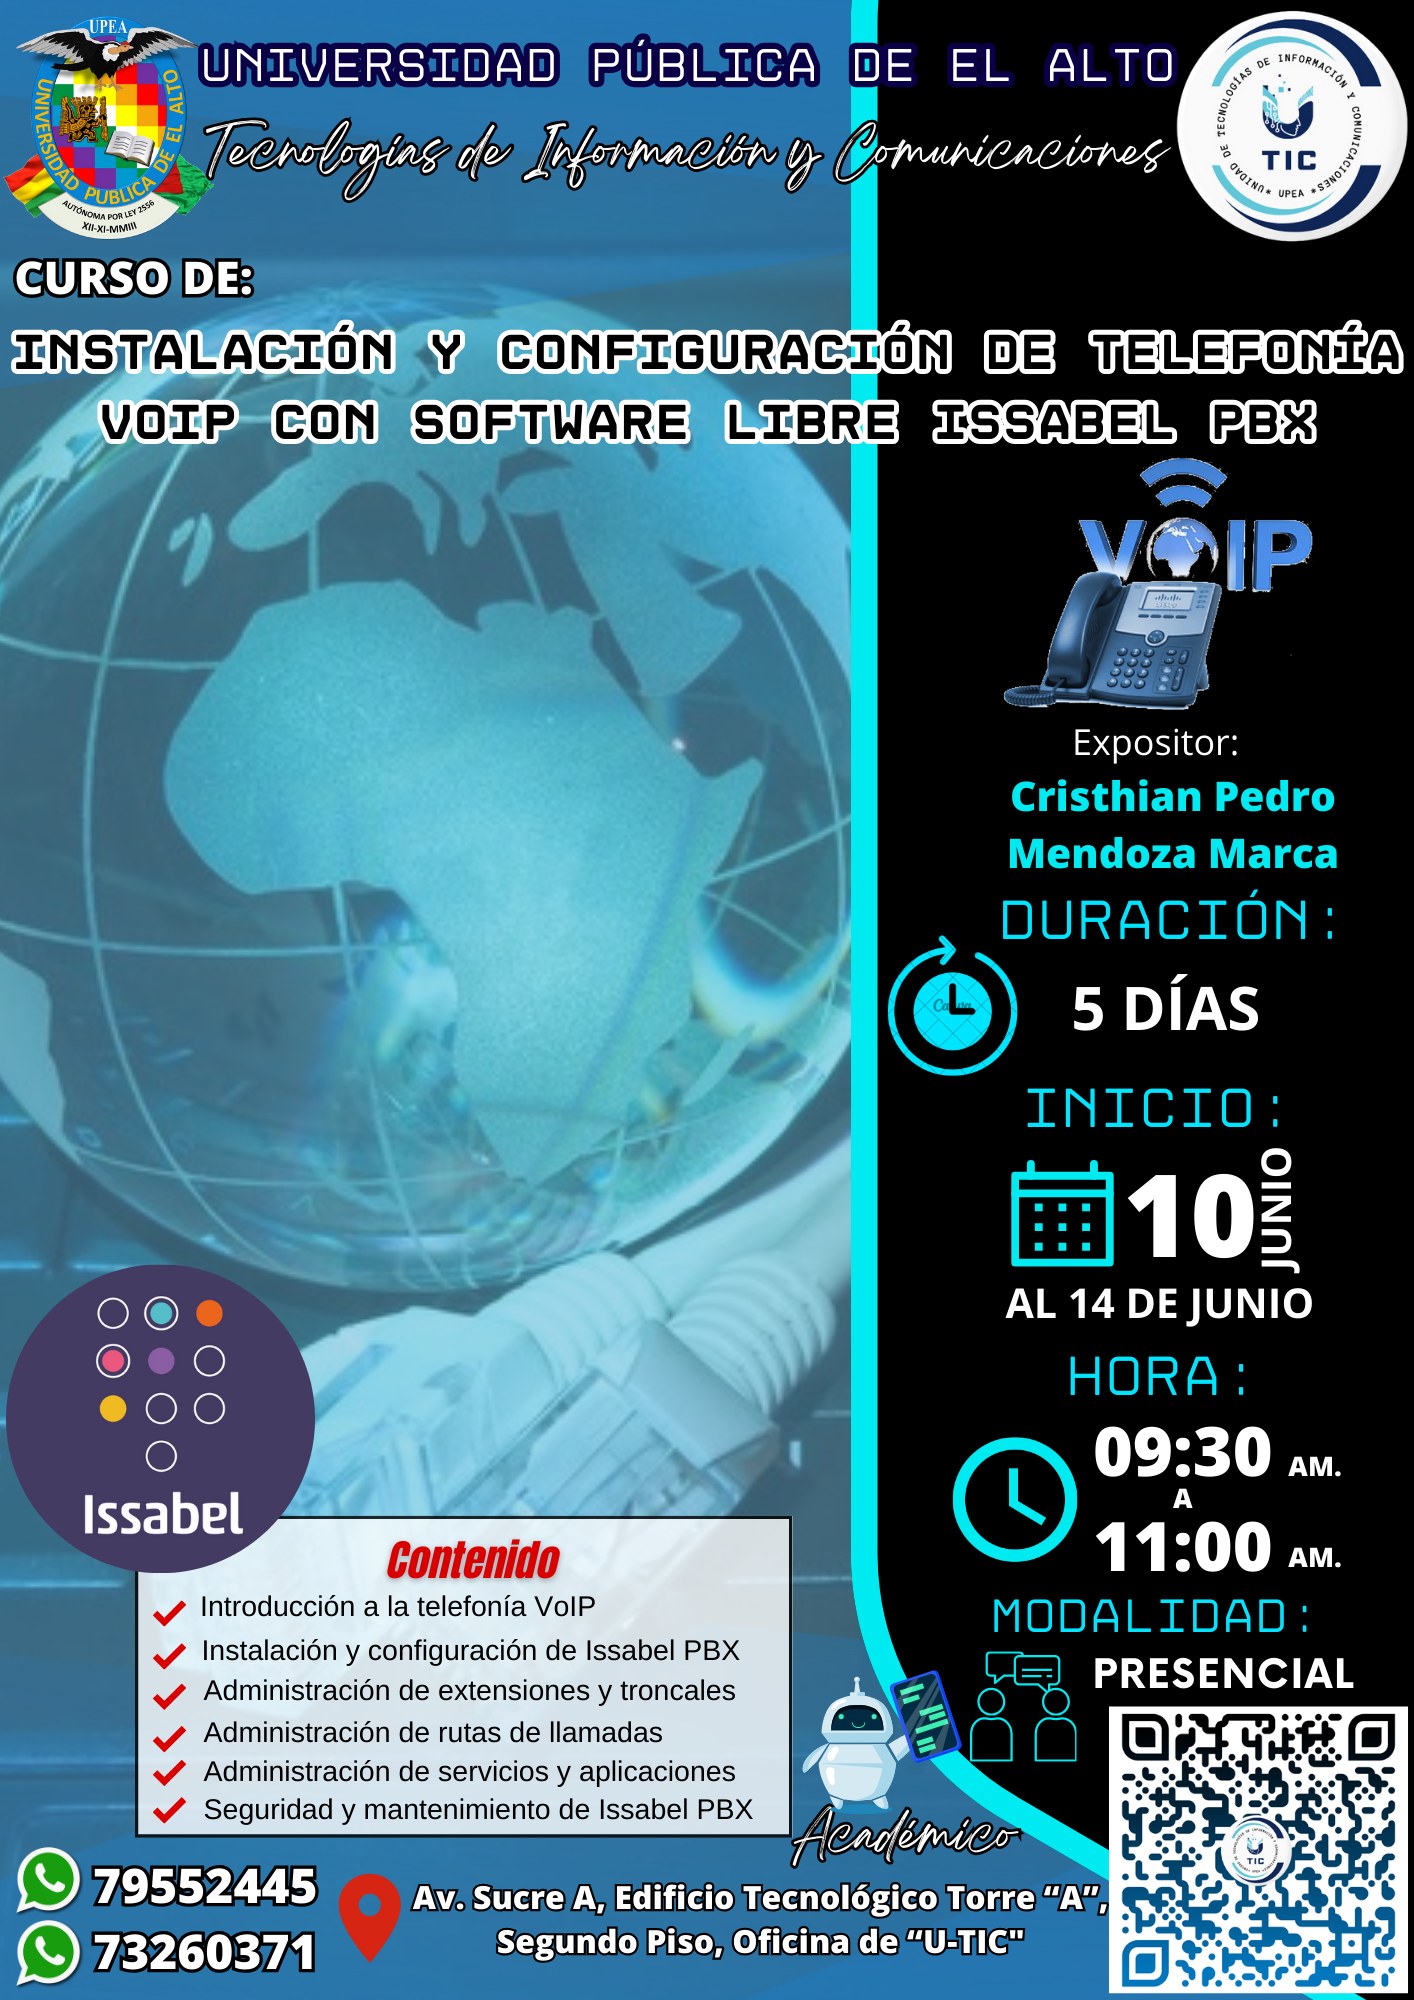 UPEA
UNIVERSIDAD PUBLICA DE EL ALTO
AUTÓNOMA POR LEY 2556
XII-XI-MMIII
UNIVERSIDAD PÚBLICA DE EL ALTO
Tecnologías de Información y Comunicaciones
UNIDAD DE TECNOLOGÍAS DE INFORMACIÓN Y COMUNICACIONES
* UPEA *
TIC
CURSO DE:
INSTALACIÓN Y CONFIGURACIÓN DE TELEFONÍA
VOIP CON SOFTWARE LIBRE ISSABEL PBX
VOIP
Expositor:
Cristhian Pedro
Mendoza Marca
DURACIÓN:
5 DÍAS
Canva
INICIO:
10 JUNIO
AL 14 DE JUNIO
HORA:
09:30 AM.
A
11:00 AM.
MODALIDAD:
PRESENCIAL
Issabel
Contenido
Introducción a la telefonía VoIP
Instalación y configuración de Issabel PBX
Administración de extensiones y troncales
Administración de rutas de llamadas
Administración de servicios y aplicaciones
Seguridad y mantenimiento de Issabel PBX
Académico
79552445
73260371
Av. Sucre A, Edificio Tecnológico Torre “A”,
Segundo Piso, Oficina de “U-TIC"
TIC